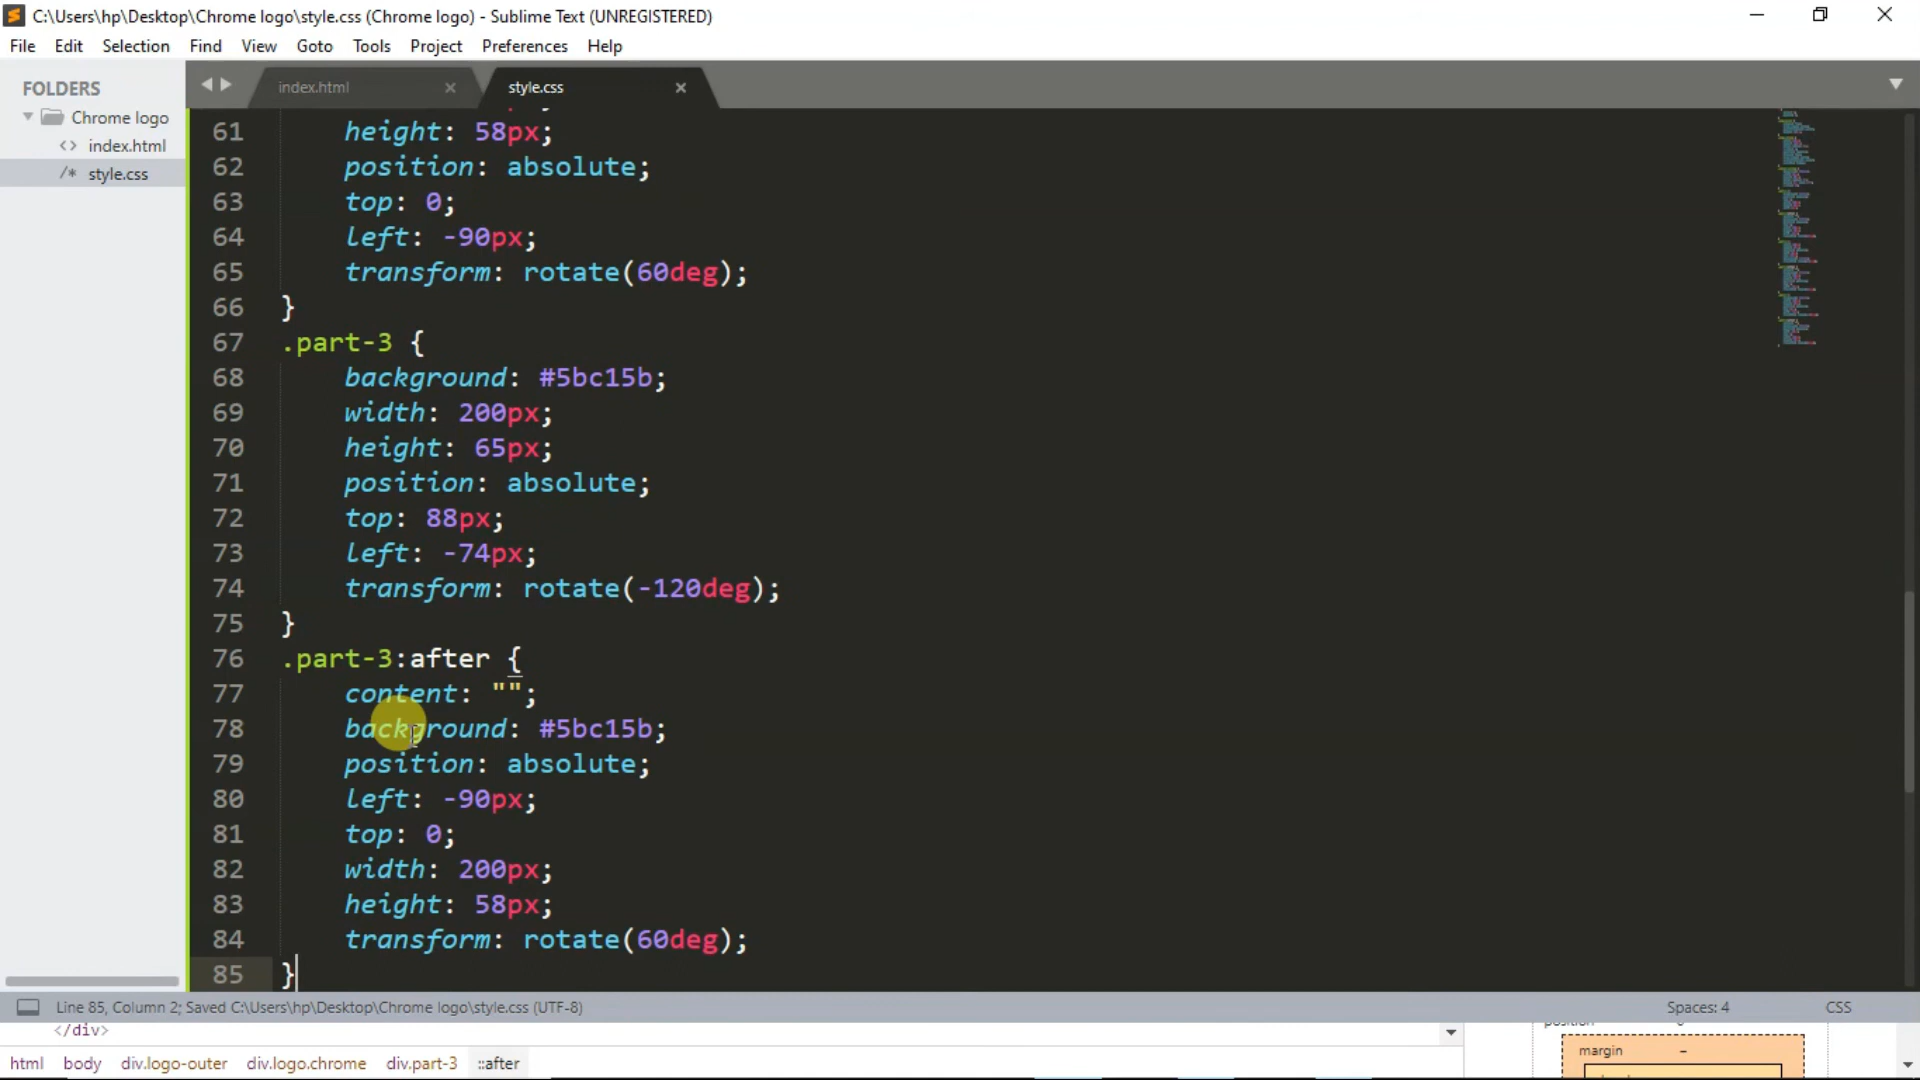 C:\Users\hp\Desktop\Chrome logo\style.css (Chrome logo) - Sublime Text (UNREGISTERED)
File Edit Selection Find View Goto Tools Project Preferences Help
FOLDERS
Chrome logo
<> index.html
/* style.css
index.html × style.css ×
61 height: 58px;
62 position: absolute;
63 top: 0;
64 left: -90px;
65 transform: rotate(60deg);
66 }
67 .part-3 {
68 background: #5bc15b;
69 width: 200px;
70 height: 65px;
71 position: absolute;
72 top: 88px;
73 left: -74px;
74 transform: rotate(-120deg);
75 }
76 .part-3:after {
77 content: "";
78 background: #5bc15b;
79 position: absolute;
80 left: -90px;
81 top: 0;
82 width: 200px;
83 height: 58px;
84 transform: rotate(60deg);
85 }
Line 85, Column 2; Saved C:\Users\hp\Desktop\Chrome logo\style.css (UTF-8) Spaces: 4 CSS
</div>
html body div.logo-outer div.logo.chrome div.part-3 ::after
position
margin –